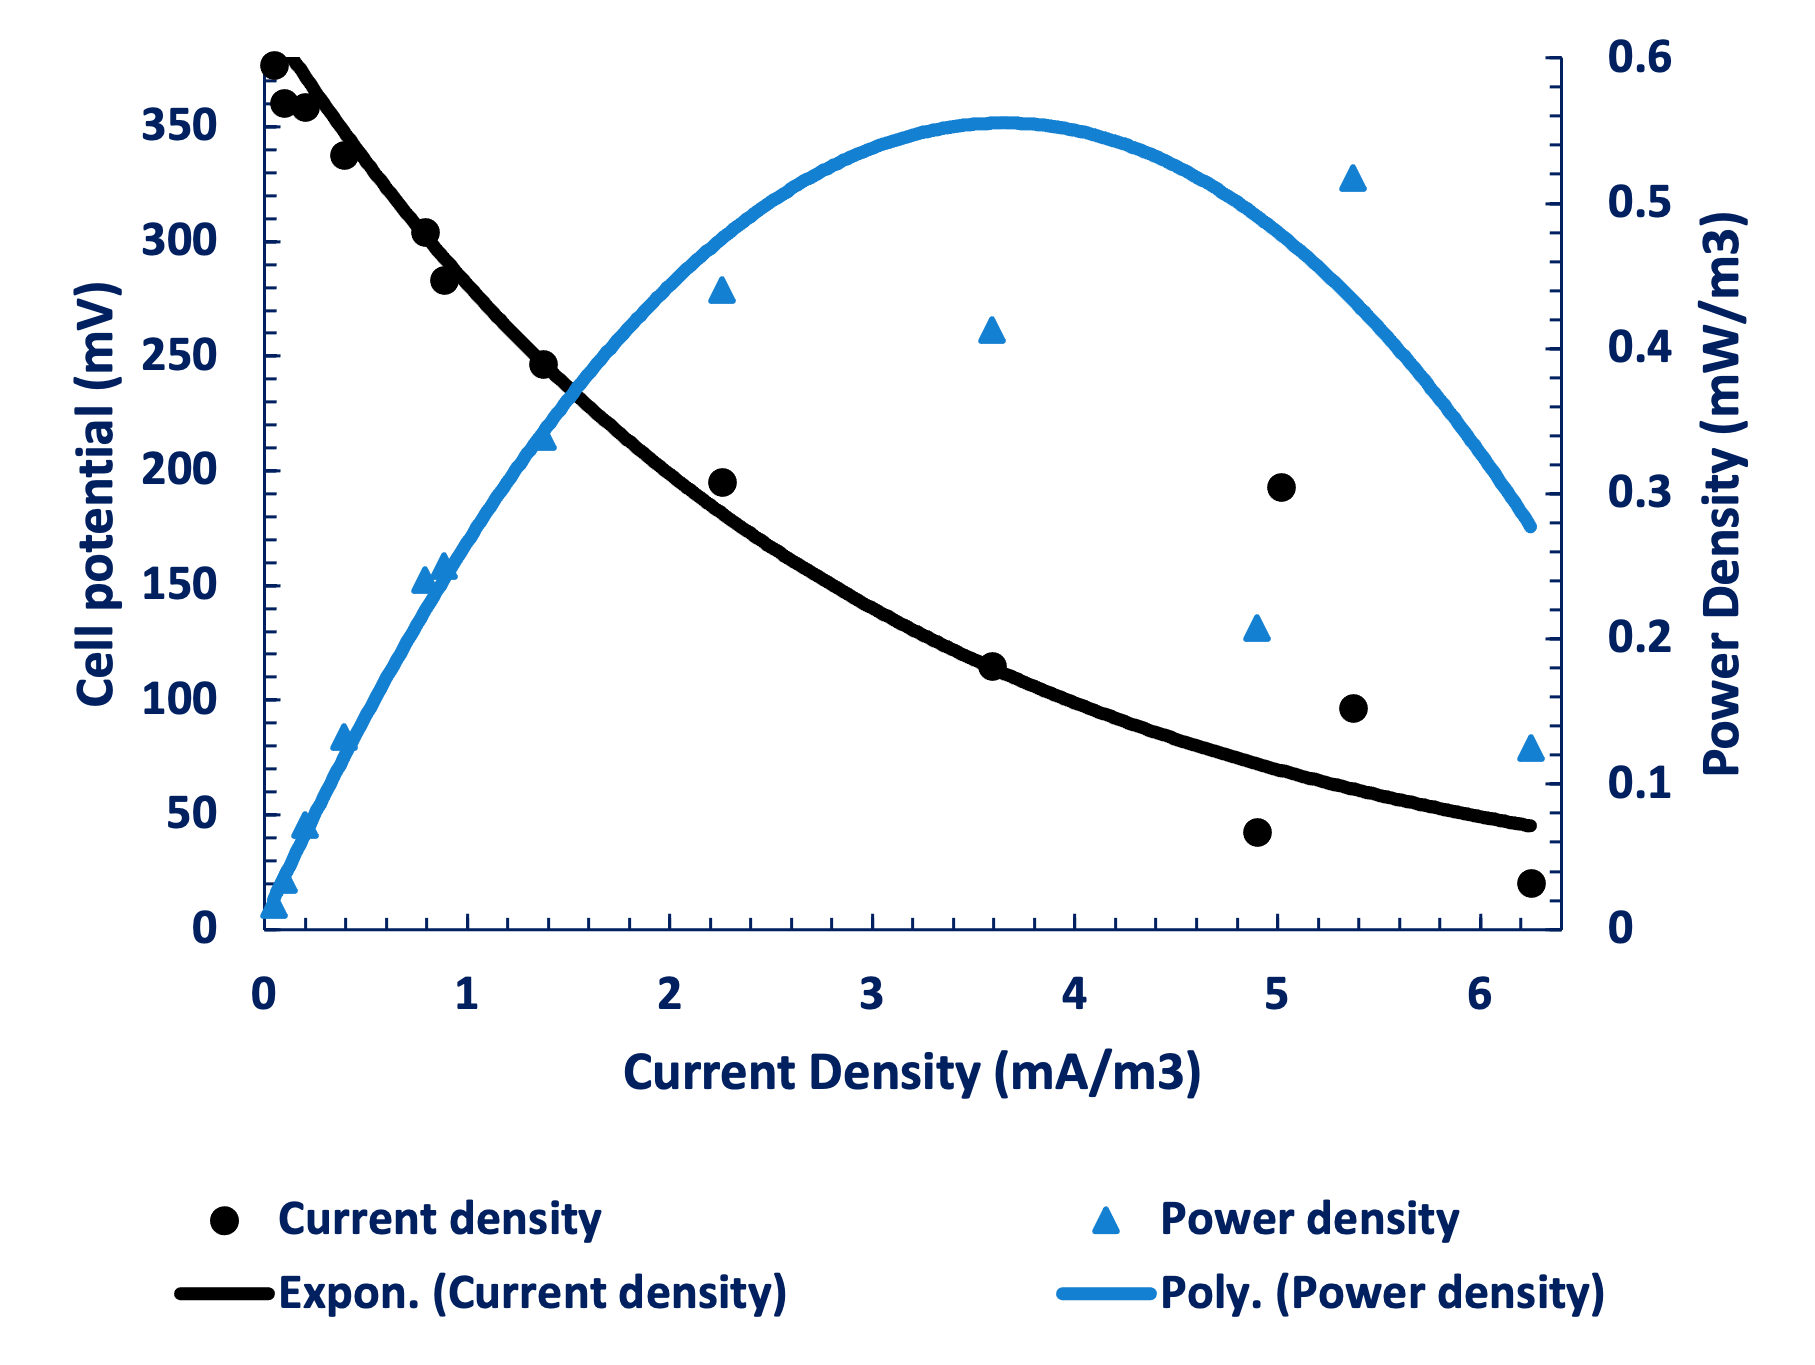 350
300
250
200
150
100
50
0
Cell potential (mV)
0.6
0.5
0.4
0.3
0.2
0.1
0
Power Density (mW/m3)
0 1 2 3 4 5 6
Current Density (mA/m3)
Current density
Power density
Expon. (Current density)
Poly. (Power density)